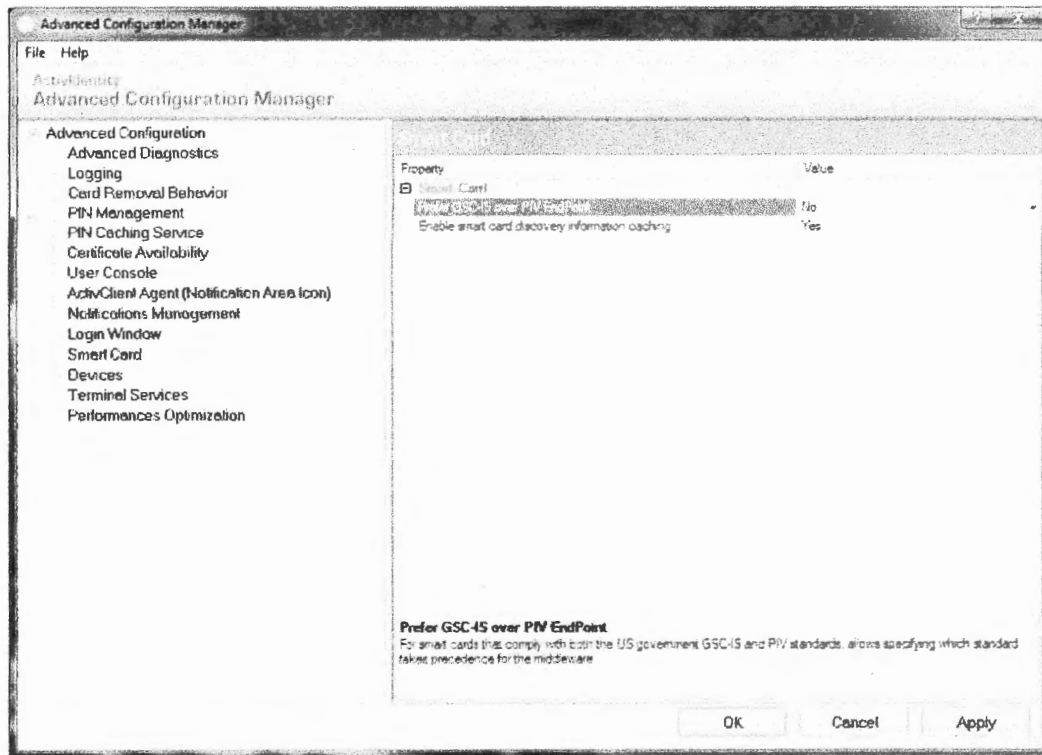 Advanced Configuration Manager
File Help
ActivIdentity
Advanced Configuration Manager
Advanced Configuration
Advanced Diagnostics
Logging
Card Removal Behavior
PIN Management
PIN Caching Service
Certificate Availability
User Console
ActivClient Agent (Notification Area Icon)
Notifications Management
Login Window
Smart Card
Devices
Terminal Services
Performances Optimization
Smart Card
Property Value
Smart Card
Prefer GSC-IS over PIV EndPoint No
Enable smart card discovery information caching Yes
Prefer GSC-IS over PIV EndPoint
For smart cards that comply with both the US government GSC-IS and PIV standards, allows specifying which standard
takes precedence for the middleware
OK Cancel Apply